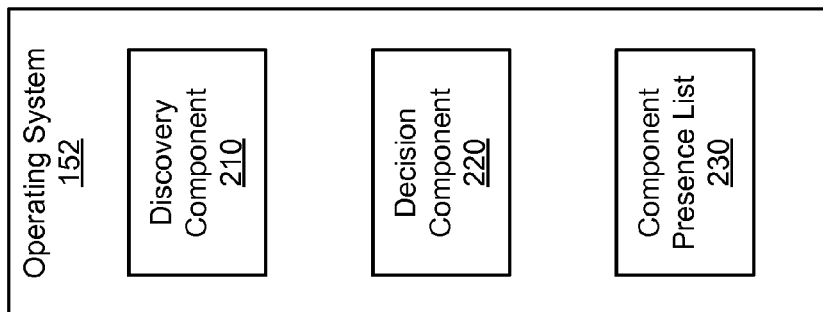 Operating System
152
Discovery
Component
210
Decision
Component
220
Component
Presence List
230